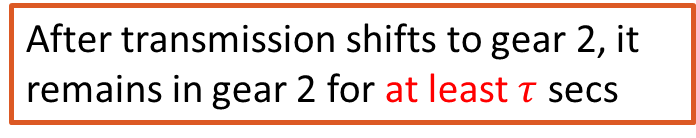 After transmission shifts to gear 2, it
remains in gear 2 for at least τ secs